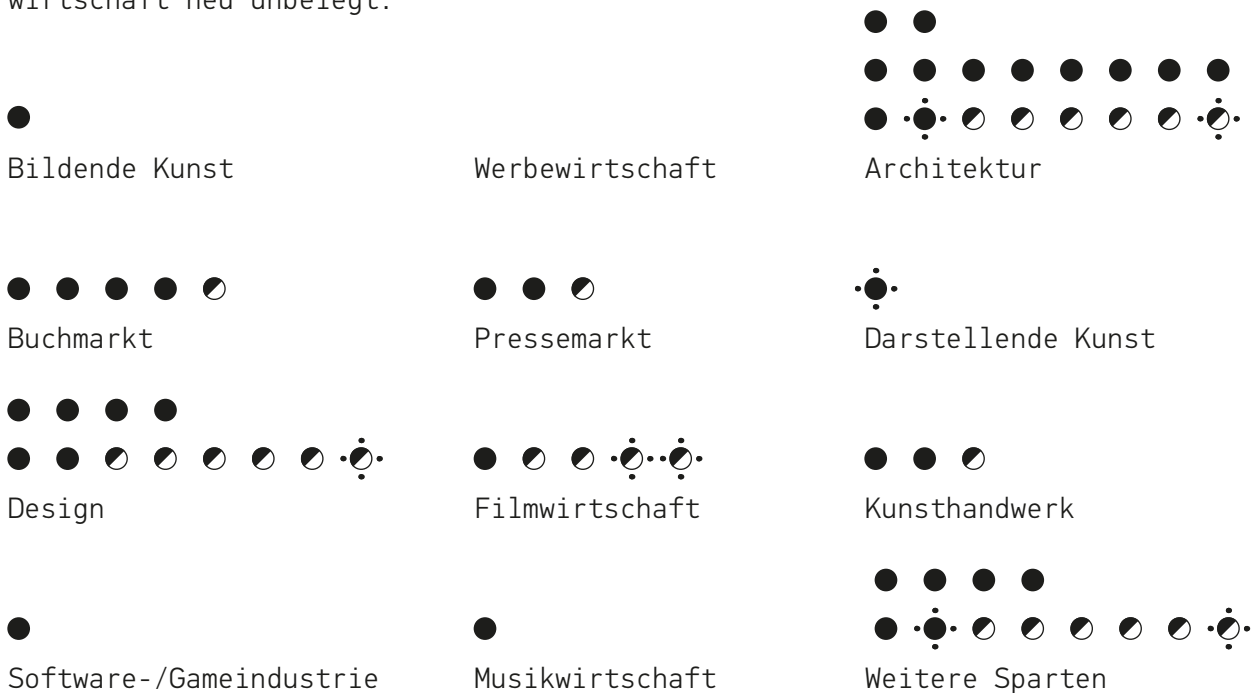 wirtschaft neu unbelegt.
Bildende Kunst
Werbewirtschaft
Architektur
Buchmarkt
Pressemarkt
Darstellende Kunst
Design
Filmwirtschaft
Kunsthandwerk
Software-/Gameindustrie
Musikwirtschaft
Weitere Sparten